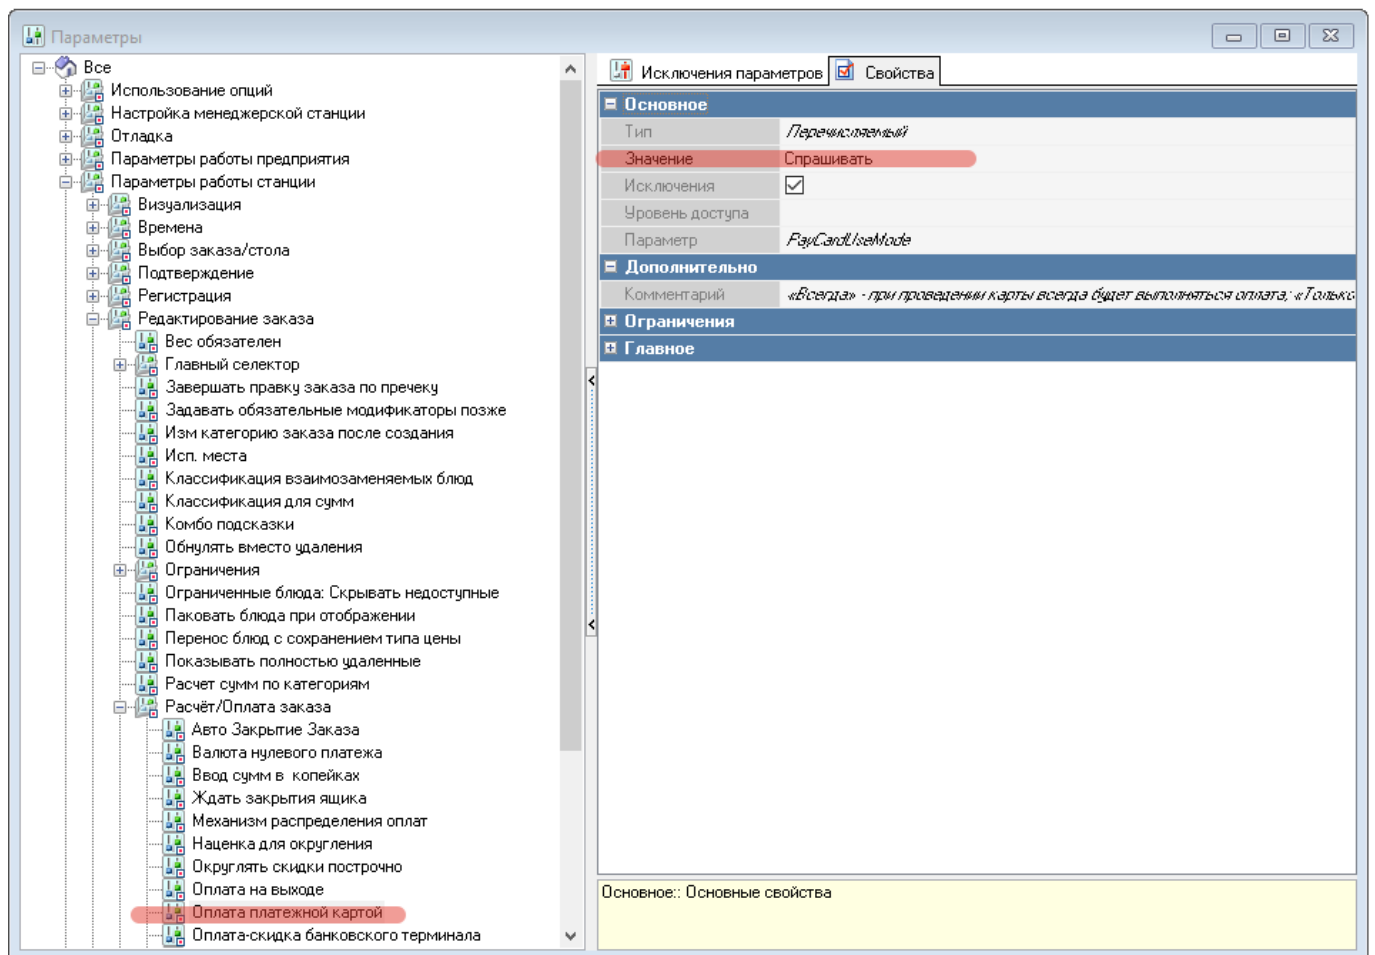 Параметры
Все
Использование опций
Настройка менеджерской станции
Отладка
Параметры работы предприятия
Параметры работы станции
Визуализация
Времена
Выбор заказа/стола
Подтверждение
Регистрация
Редактирование заказа
Вес обязателен
Главный селектор
Завершать правку заказа по пречеку
Задавать обязательные модификаторы позже
Изм категорию заказа после создания
Исп. места
Классификация взаимозаменяемых блюд
Классификация для сумм
Комбо подсказки
Обнулять вместо удаления
Ограничения
Ограниченные блюда: Скрывать недоступные
Паковать блюда при отображении
Перенос блюд с сохранением типа цены
Показывать полностью удаленные
Расчет сумм по категориям
Расчёт/Оплата заказа
Авто Закрытие Заказа
Валюта нулевого платежа
Ввод сумм в копейках
Ждать закрытия ящика
Механизм распределения оплат
Наценка для округления
Округлять скидки построчно
Оплата на выходе
Оплата платежной картой
Оплата-скидка банковского терминала
Исключения параметров Свойства
Основное
Тип Перечисляемый
Значение Спрашивать
Исключения
Уровень доступа
Параметр PayCardUseMode
Дополнительно
Комментарий «Всегда» - при проведении карты всегда будет выполняться оплата; «Только
Ограничения
Главное
Основное:: Основные свойства